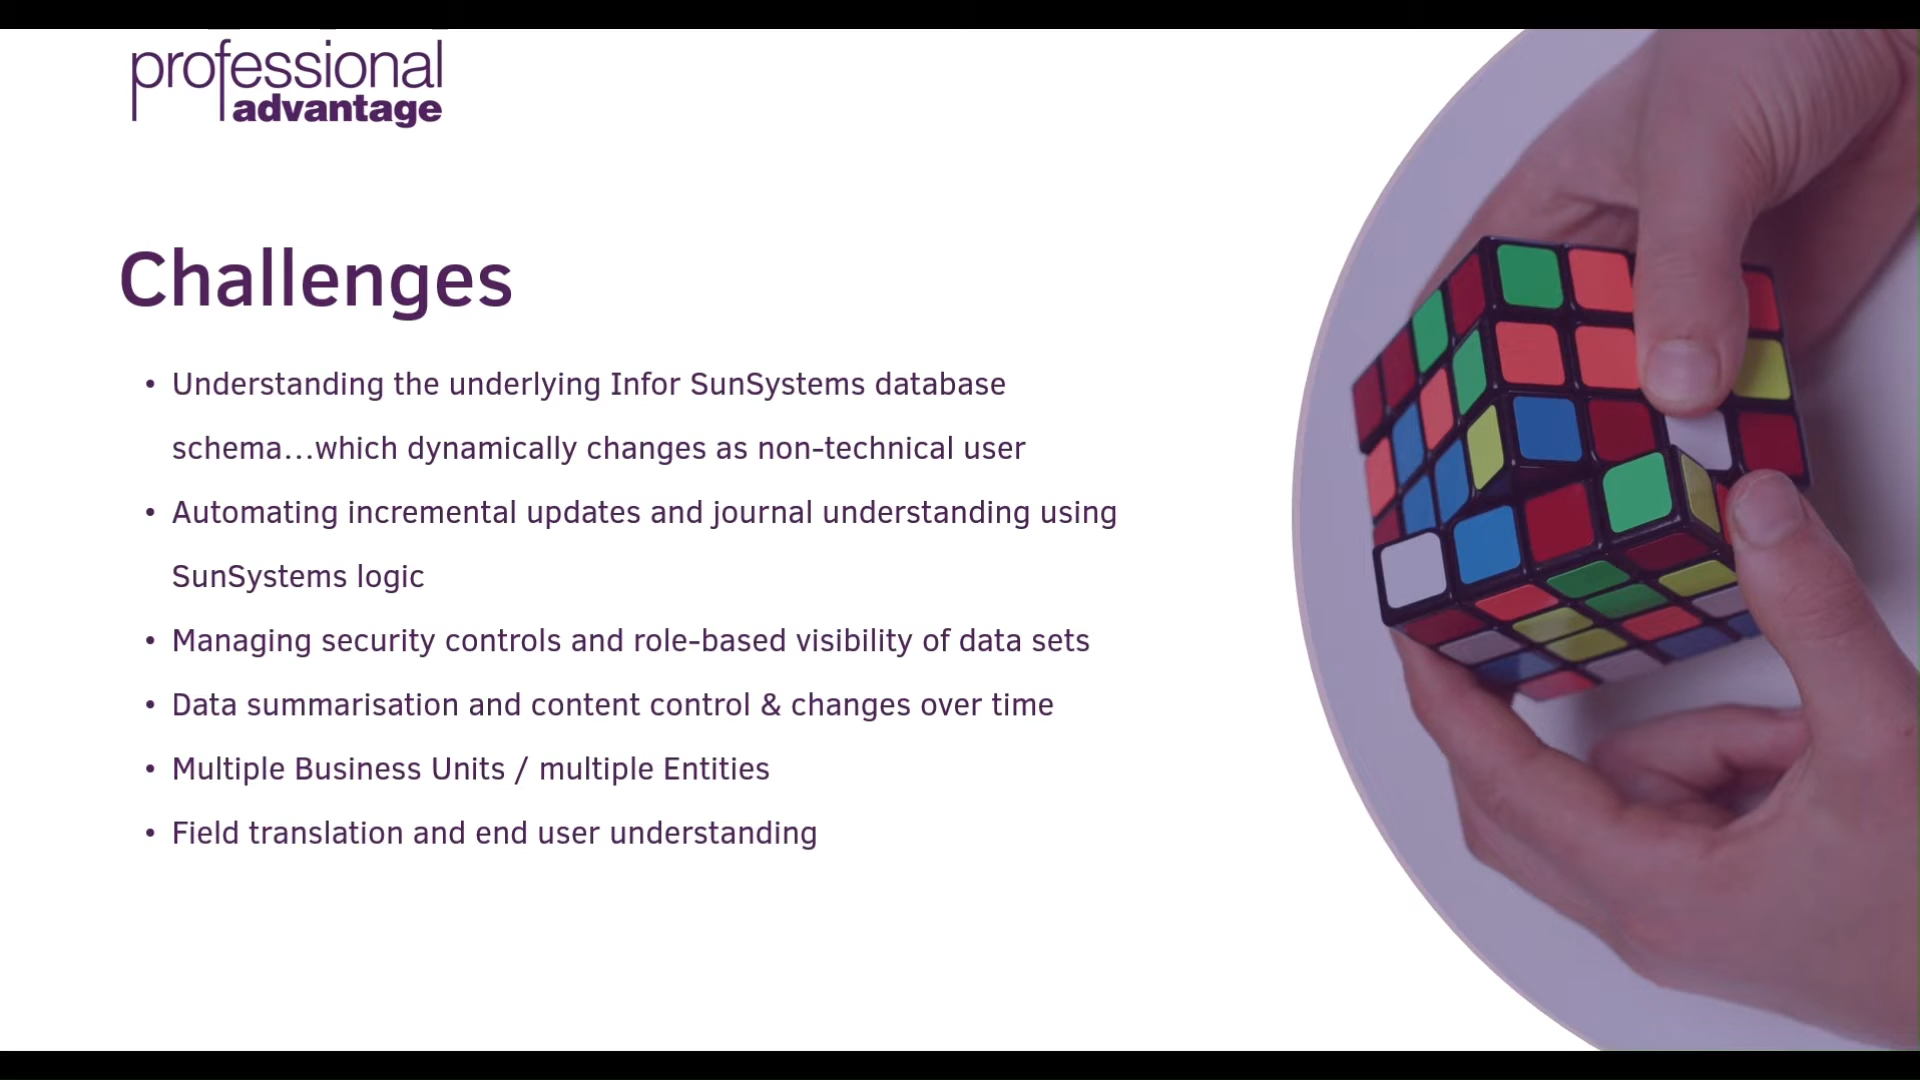 professional
advantage
Challenges
• Understanding the underlying Infor SunSystems database
schema...which dynamically changes as non-technical user
• Automating incremental updates and journal understanding using
SunSystems logic
• Managing security controls and role-based visibility of data sets
• Data summarisation and content control & changes over time
• Multiple Business Units / multiple Entities
• Field translation and end user understanding